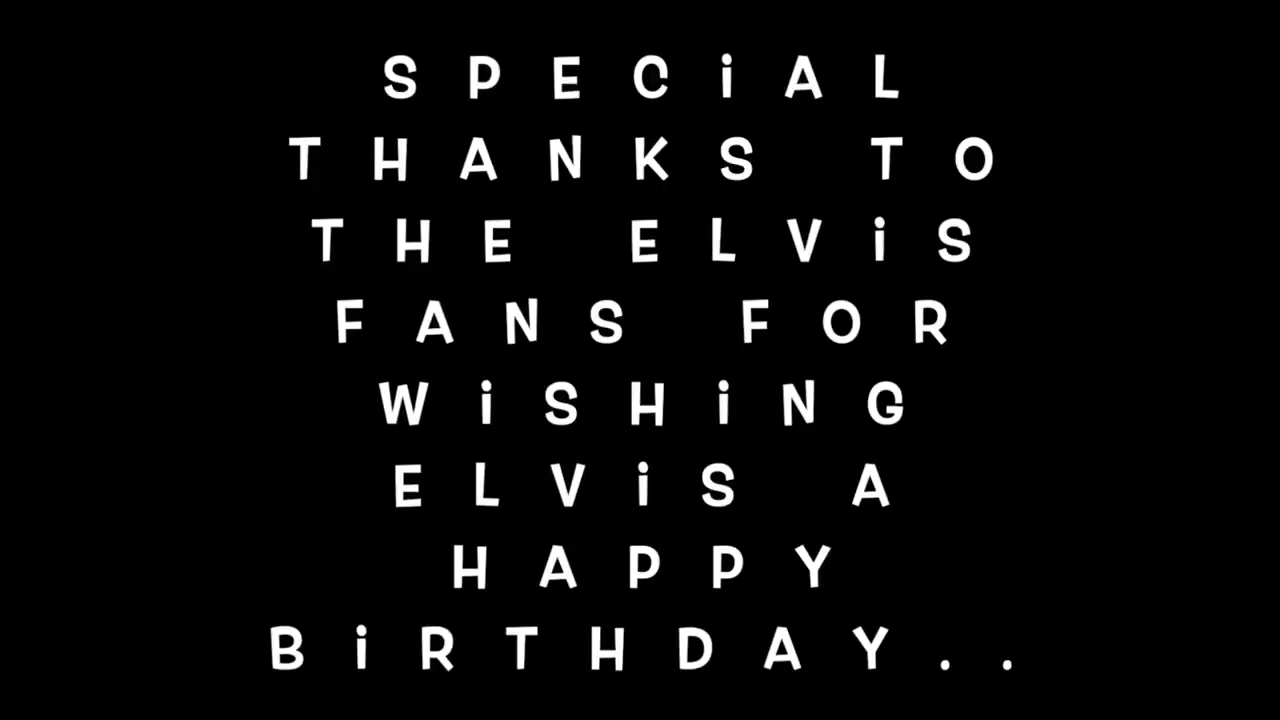 SPECiAL
THANKS TO
THE ELViS
FANS FOR
WiSHiNG
ELViS A
HAPPY
BiRTHDAY..